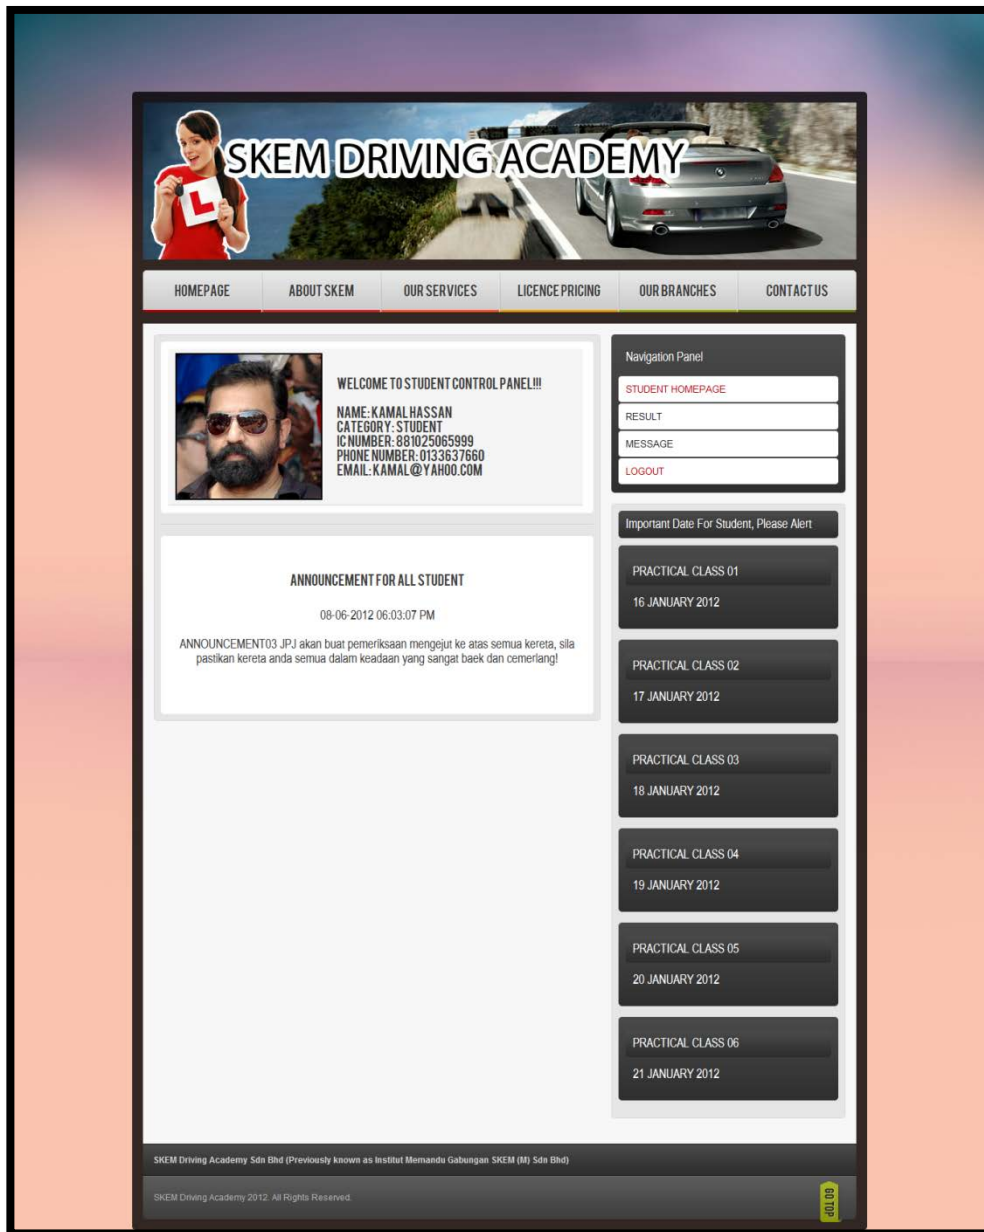 SKEM DRIVING ACADEMY
L
HOMEPAGE
ABOUT SKEM
OUR SERVICES
LICENCE PRICING
OUR BRANCHES
CONTACT US
WELCOME TO STUDENT CONTROL PANEL!!!
NAME: KAMAL HASSAN
CATEGORY: STUDENT
IC NUMBER: 881025065999
PHONE NUMBER: 0133637660
EMAIL: KAMAL@YAHOO.COM
ANNOUNCEMENT FOR ALL STUDENT
08-06-2012 06:03:07 PM
ANNOUNCEMENT03 JPJ akan buat pemeriksaan mengejut ke atas semua kereta, sila
pastikan kereta anda semua dalam keadaan yang sangat baek dan cemerlang!
Navigation Panel
STUDENT HOMEPAGE
RESULT
MESSAGE
LOGOUT
Important Date For Student, Please Alert
PRACTICAL CLASS 01
16 JANUARY 2012
PRACTICAL CLASS 02
17 JANUARY 2012
PRACTICAL CLASS 03
18 JANUARY 2012
PRACTICAL CLASS 04
19 JANUARY 2012
PRACTICAL CLASS 05
20 JANUARY 2012
PRACTICAL CLASS 06
21 JANUARY 2012
SKEM Driving Academy Sdn Bhd (Previously known as Institut Memandu Gabungan SKEM (M) Sdn Bhd)
SKEM Driving Academy 2012. All Rights Reserved.
GO TOP